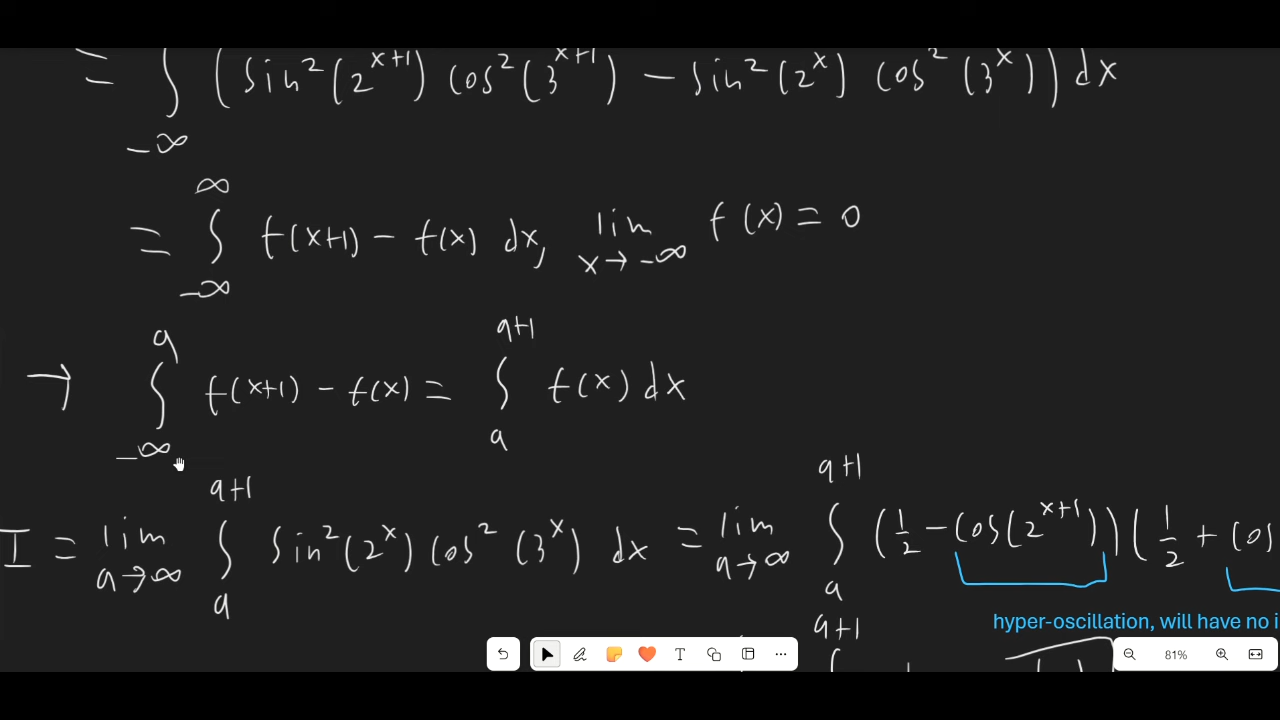 = ∫_{-∞} (sin²(2^{x+1}) cos²(3^{x+1}) − sin²(2^x) cos²(3^x)) dx
= ∫_{-∞}^{∞} f(x+1) − f(x) dx, lim_{x→-∞} f(x) = 0
→ ∫_{-∞}^{a} f(x+1) − f(x) = ∫_{a}^{a+1} f(x) dx
I = lim_{a→∞} ∫_{a}^{a+1} sin²(2^x) cos²(3^x) dx = lim_{a→∞} ∫_{a}^{a+1} (1/2 − cos(2^{x+1})) (1/2 + cos
hyper-oscillation, will have no i
a+1
81%